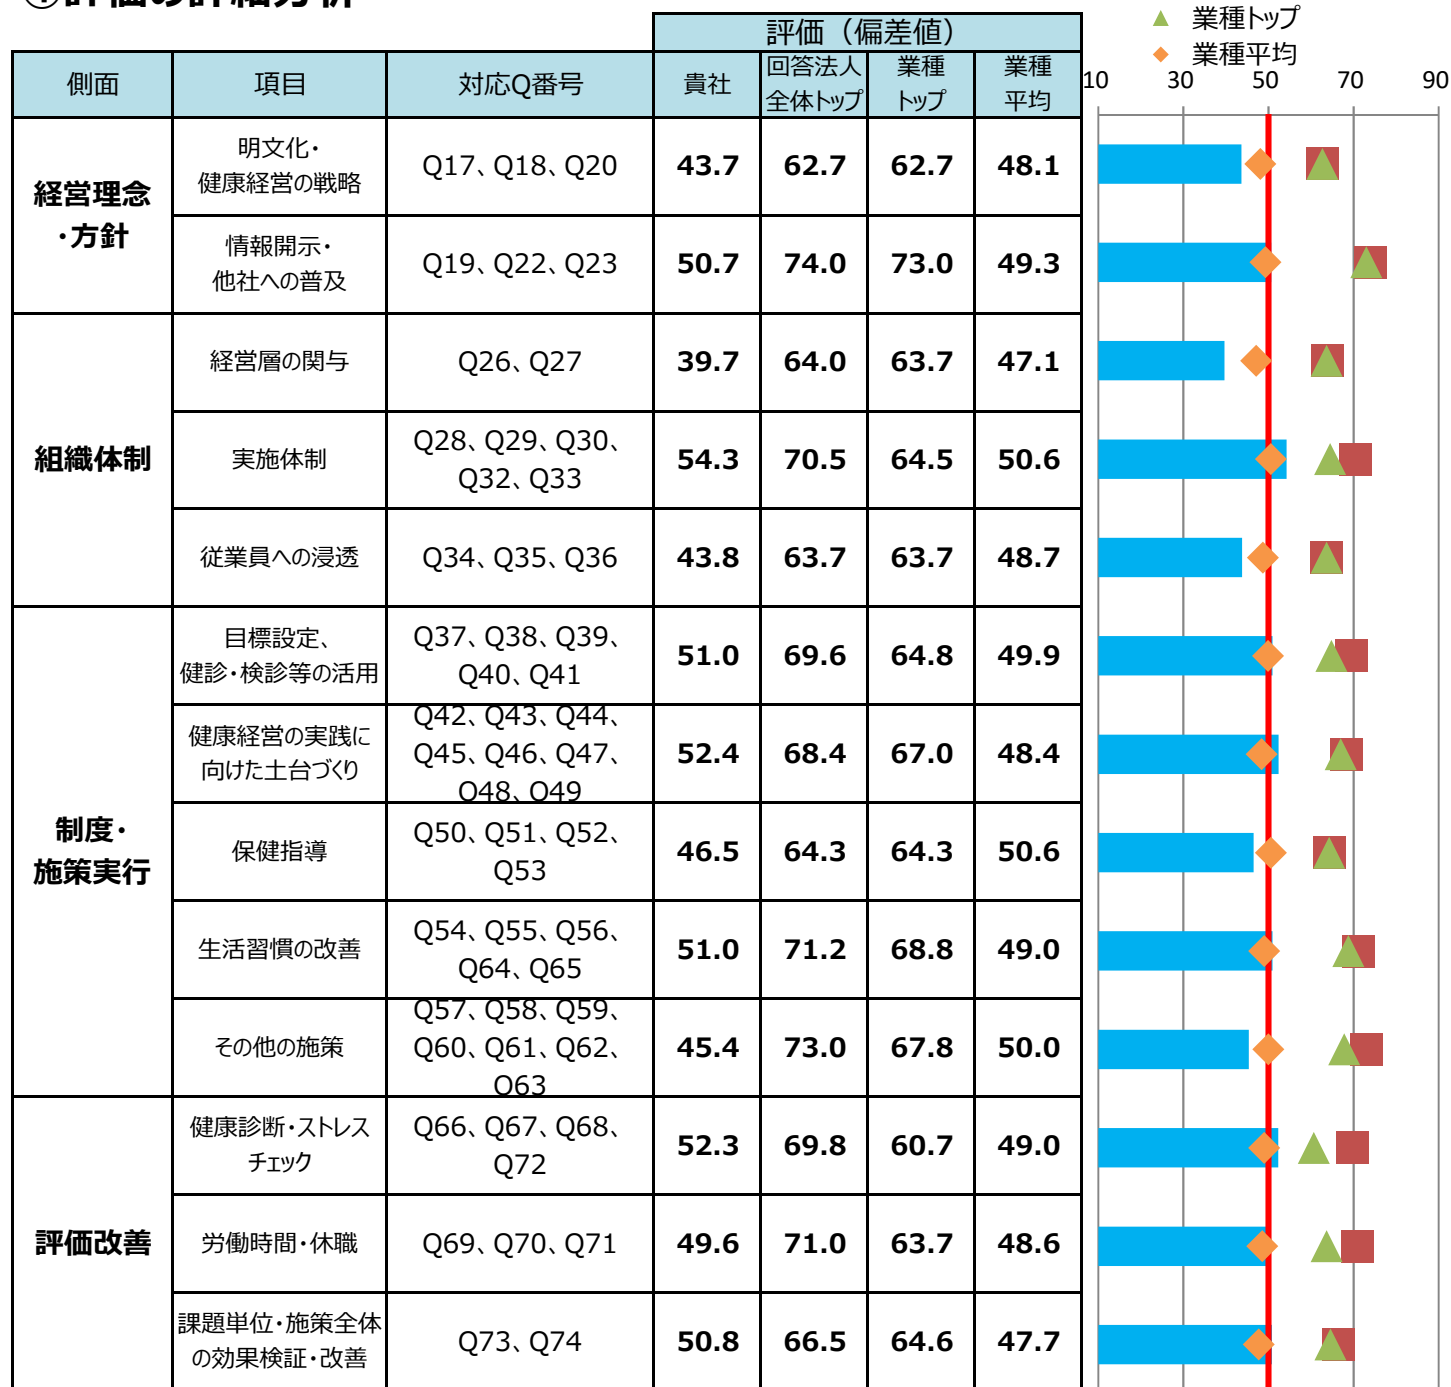 ①評価の詳細分析
業種トップ
業種平均
評価（偏差値）
側面 項目 対応Q番号 貴社 回答法人 業種 業種
全体トップ トップ 平均
10 30 50 70 90
経営理念
・方針
明文化・
健康経営の戦略
Q17、Q18、Q20 43.7 62.7 62.7 48.1
情報開示・
他社への普及
Q19、Q22、Q23 50.7 74.0 73.0 49.3
組織体制
経営層の関与 Q26、Q27 39.7 64.0 63.7 47.1
実施体制
Q28、Q29、Q30、
Q32、Q33
54.3 70.5 64.5 50.6
従業員への浸透 Q34、Q35、Q36 43.8 63.7 63.7 48.7
制度・
施策実行
目標設定、
健診・検診等の活用
Q37、Q38、Q39、
Q40、Q41
51.0 69.6 64.8 49.9
健康経営の実践に
向けた土台づくり
Q42、Q43、Q44、
Q45、Q46、Q47、
Q48、Q49
52.4 68.4 67.0 48.4
保健指導
Q50、Q51、Q52、
Q53
46.5 64.3 64.3 50.6
生活習慣の改善
Q54、Q55、Q56、
Q64、Q65
51.0 71.2 68.8 49.0
その他の施策
Q57、Q58、Q59、
Q60、Q61、Q62、
Q63
45.4 73.0 67.8 50.0
評価改善
健康診断・ストレス
チェック
Q66、Q67、Q68、
Q72
52.3 69.8 60.7 49.0
労働時間・休職 Q69、Q70、Q71 49.6 71.0 63.7 48.6
課題単位・施策全体
の効果検証・改善
Q73、Q74 50.8 66.5 64.6 47.7